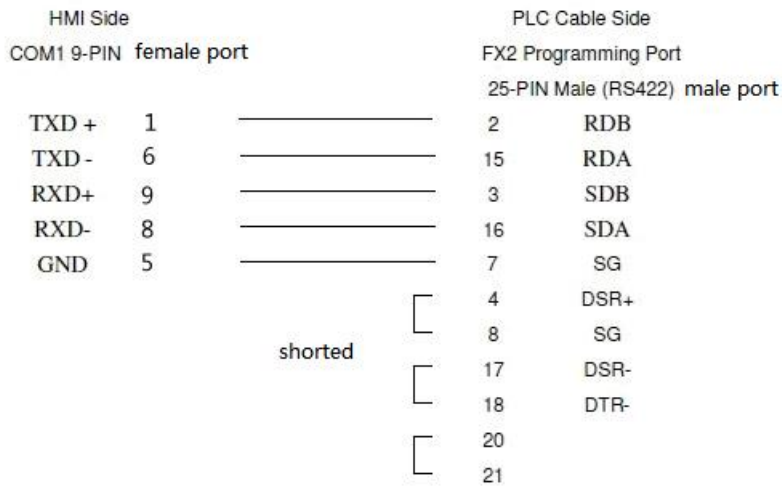 HMI Side PLC Cable Side
COM1 9-PIN female port FX2 Programming Port
25-PIN Male (RS422) male port
TXD + 1 2 RDB
TXD - 6 15 RDA
RXD+ 9 3 SDB
RXD- 8 16 SDA
GND 5 7 SG
4 DSR+
8 SG
shorted
17 DSR-
18 DTR-
20
21